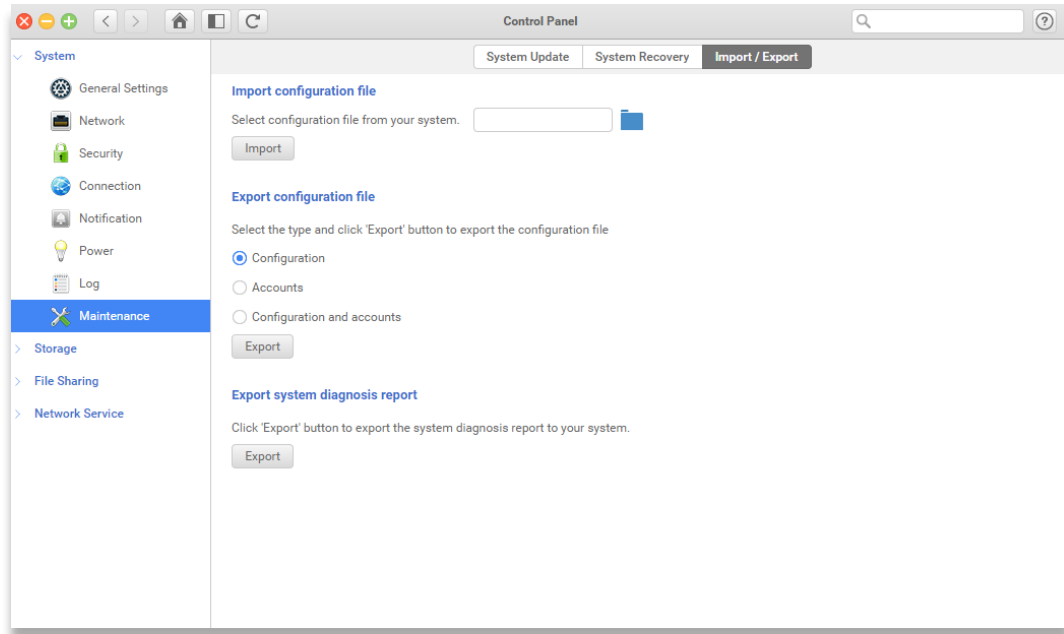 Control Panel
System
General Settings
Network
Security
Connection
Notification
Power
Log
Maintenance
Storage
File Sharing
Network Service
System Update System Recovery Import / Export
Import configuration file
Select configuration file from your system.
Import
Export configuration file
Select the type and click 'Export' button to export the configuration file
Configuration
Accounts
Configuration and accounts
Export
Export system diagnosis report
Click 'Export' button to export the system diagnosis report to your system.
Export